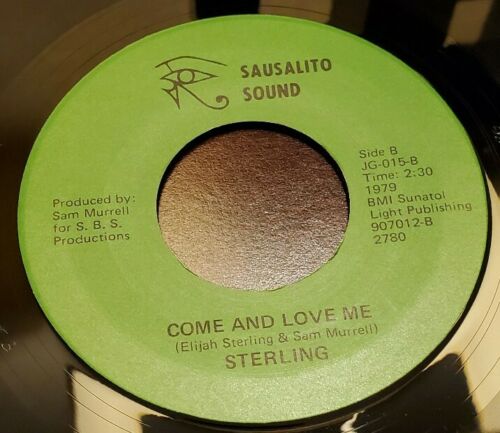 SAUSALITO
SOUND
Produced by:
Sam Murrell
for S. B. S.
Productions
Side B
JG-015-B
Time: 2:30
1979
BMI Sunatol
Light Publishing
907012-B
2780
COME AND LOVE ME
(Elijah Sterling & Sam Murrell)
STERLING